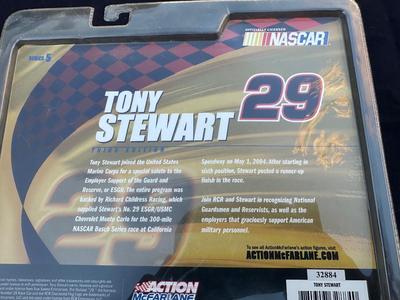 OFFICIALLY LICENSED
NASCAR
SERIES 5
TONY
STEWART
29
THIRD EDITION
Tony Stewart joined the United States
Marine Corps for a special salute to the
Employer Support of the Guard and
Reserve, or ESGR. The entire program was
backed by Richard Childress Racing, which
supplied Stewart's No. 29 ESGR/USMC
Chevrolet Monte Carlo for the 300-mile
NASCAR Busch Series race at California
Speedway on May 1, 2004. After starting in
sixth position, Stewart posted a runner-up
finish in the race.
Join RCR and Stewart in recognizing National
Guardsmen and Reservists, as well as the
employers that graciously support American
military personnel.
To see all Action McFarlane's action figures, visit
ACTIONMcFARLANE.COM
ACTION
McFARLANE
32884
TONY STEWART